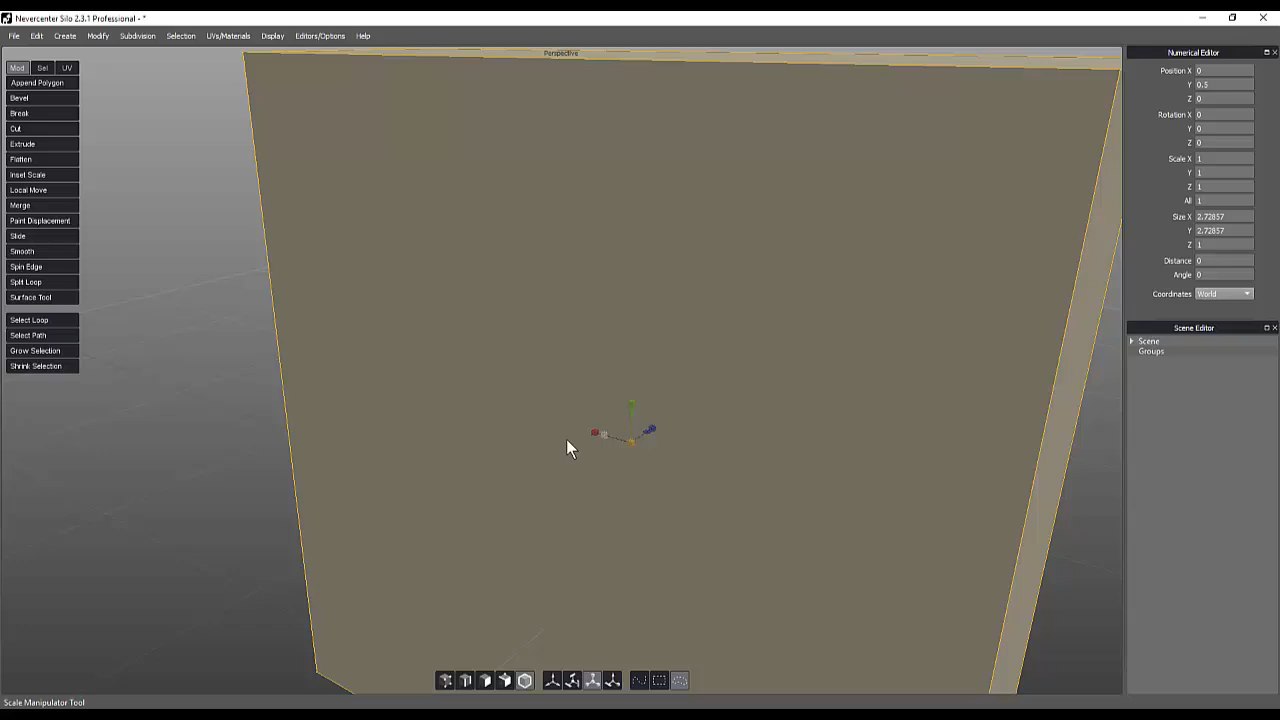 Nevercenter Silo 2.3.1 Professional - *
File Edit Create Modify Subdivision Selection UVs/Materials Display Editors/Options Help
Perspective
Mod Sel UV
Append Polygon
Bevel
Break
Cut
Extrude
Flatten
Inset Scale
Local Move
Merge
Paint Displacement
Slide
Smooth
Spin Edge
Split Loop
Surface Tool
Select Loop
Select Path
Grow Selection
Shrink Selection
Numerical Editor
Position X 0
Y 0.5
Z 0
Rotation X 0
Y 0
Z 0
Scale X 1
Y 1
Z 1
All 1
Size X 2.72857
Y 2.72857
Z 1
Distance 0
Angle 0
Coordinates World
Scene Editor
Scene
Groups
Scale Manipulator Tool